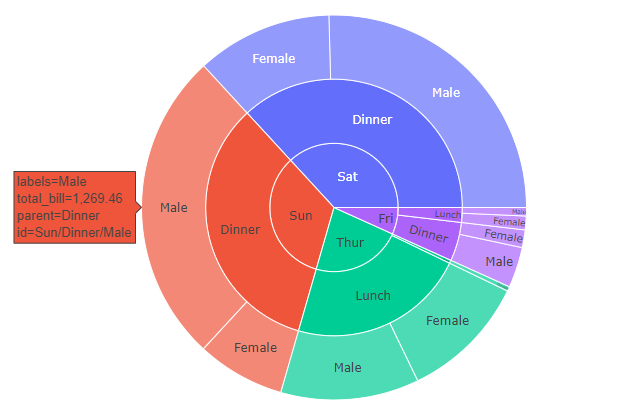 Female
Male
Dinner
Sat
labels=Male
total_bill=1,269.46
parent=Dinner
id=Sun/Dinner/Male
Male
Dinner
Sun
Fri
Lunch
Male
Female
Dinner
Female
Male
Thur
Lunch
Female
Female
Male